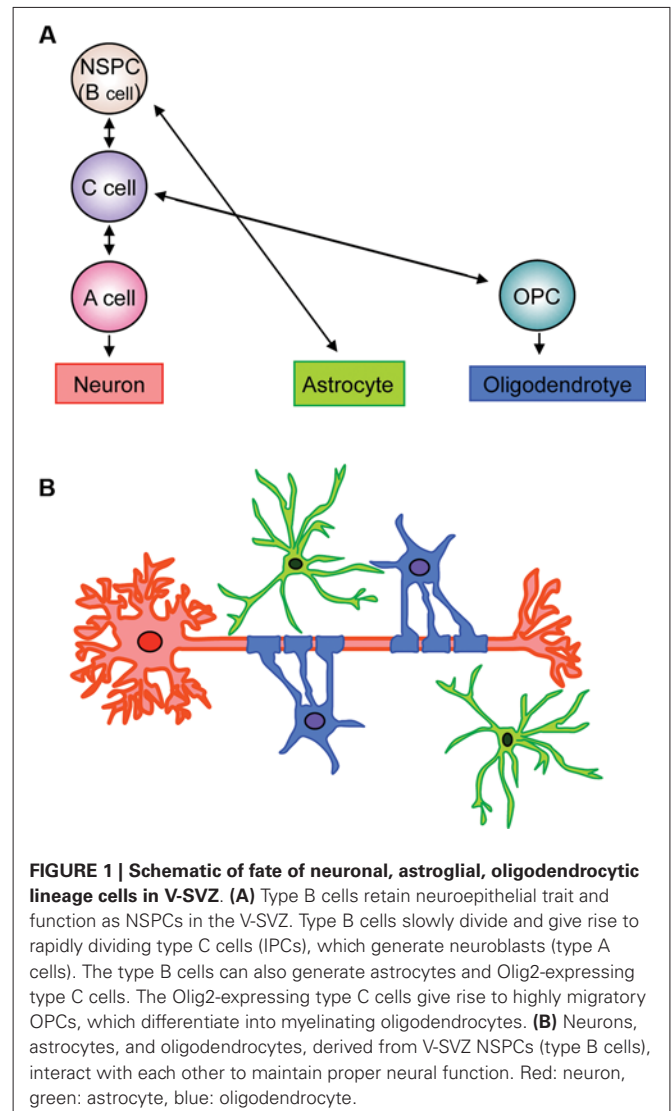 A
NSPC
(B cell)
C cell
A cell
OPC
Neuron
Astrocyte
Oligodendrotye
B
FIGURE 1 | Schematic of fate of neuronal, astroglial, oligodendrocytic
lineage cells in V-SVZ. (A) Type B cells retain neuroepithelial trait and
function as NSPCs in the V-SVZ. Type B cells slowly divide and give rise to
rapidly dividing type C cells (IPCs), which generate neuroblasts (type A
cells). The type B cells can also generate astrocytes and Olig2-expressing
type C cells. The Olig2-expressing type C cells give rise to highly migratory
OPCs, which differentiate into myelinating oligodendrocytes. (B) Neurons,
astrocytes, and oligodendrocytes, derived from V-SVZ NSPCs (type B cells),
interact with each other to maintain proper neural function. Red: neuron,
green: astrocyte, blue: oligodendrocyte.